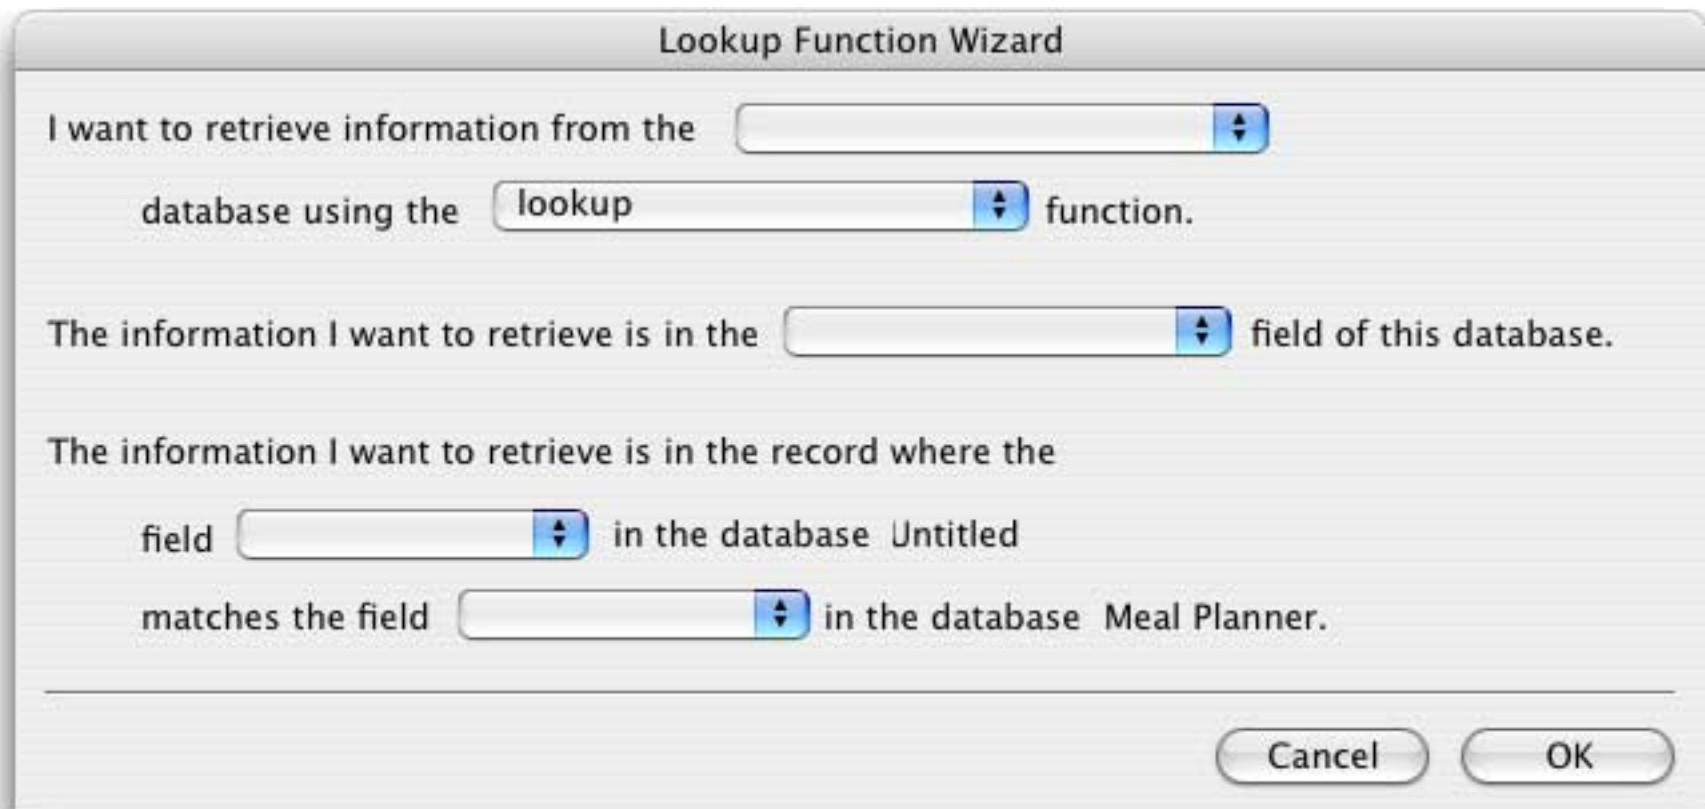 Lookup Function Wizard
I want to retrieve information from the
database using the lookup function.
The information I want to retrieve is in the field of this database.
The information I want to retrieve is in the record where the
field in the database Untitled
matches the field in the database Meal Planner.
Cancel OK